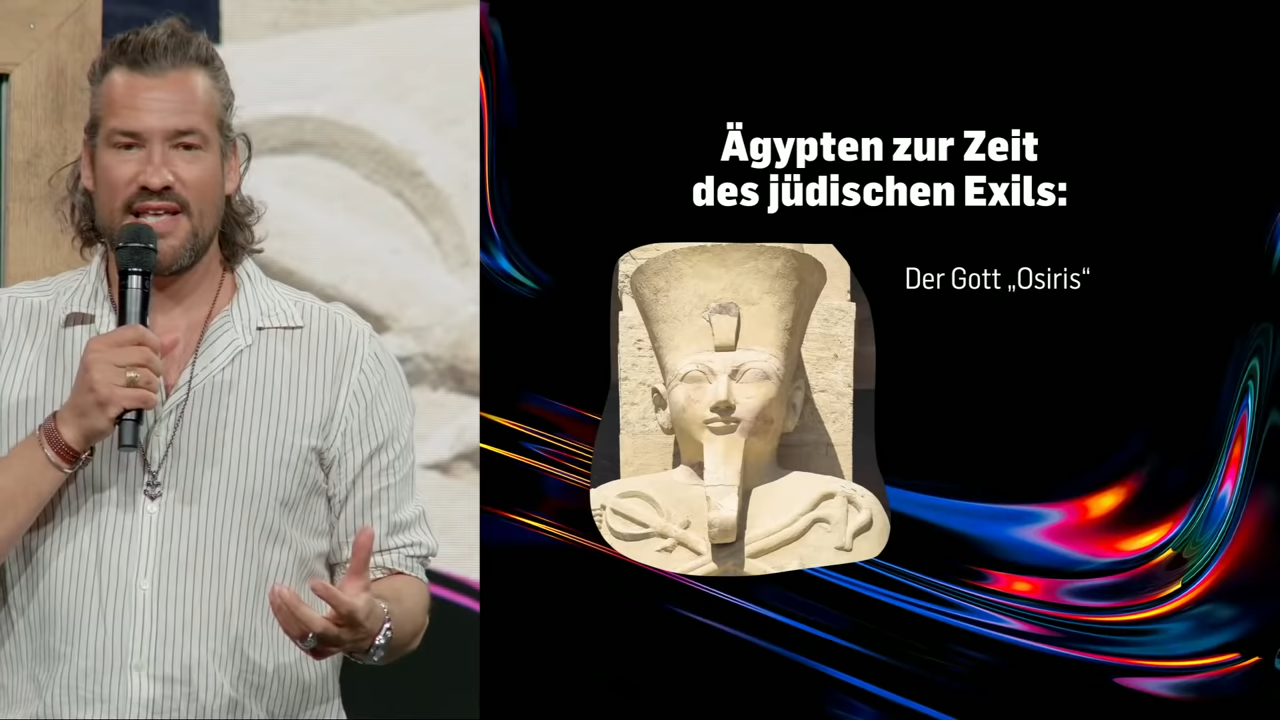 Ägypten zur Zeit
des jüdischen Exils:
Der Gott „Osiris“